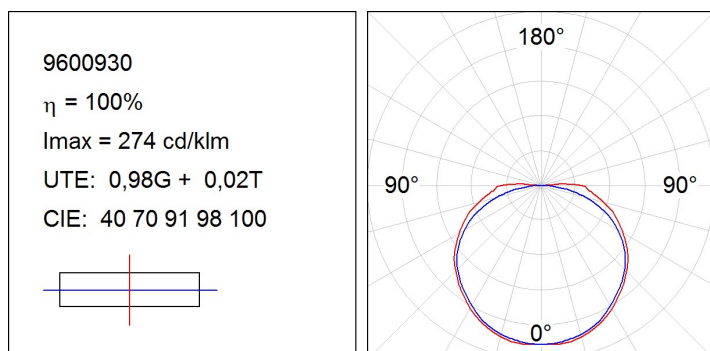 9600930
η = 100%
Imax = 274 cd/klm
UTE: 0,98G + 0,02T
CIE: 40 70 91 98 100
180°
90° 90°
0°